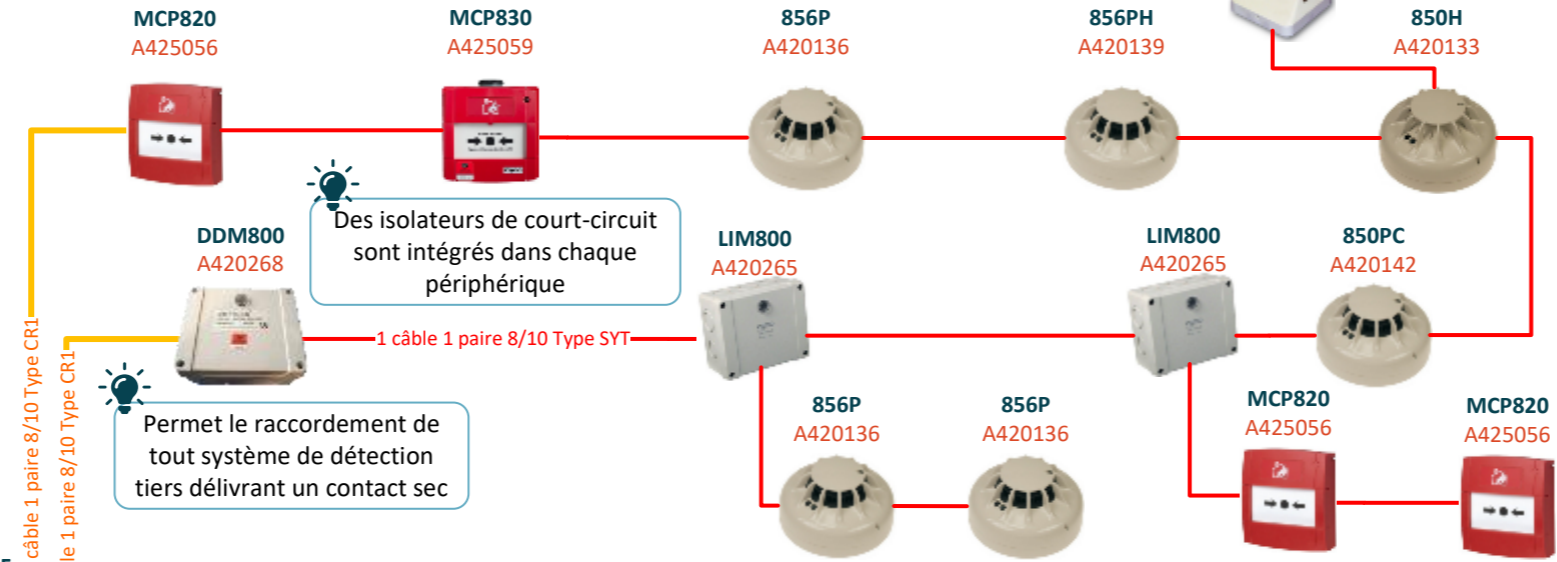 MCP820
A425056
MCP830
A425059
856P
A420136
856PH
A420139
850H
A420133
Des isolateurs de court-circuit
sont intégrés dans chaque
périphérique
DDM800
A420268
LIM800
A420265
LIM800
A420265
850PC
A420142
1 câble 1 paire 8/10 Type SYT
câble 1 paire 8/10 Type CR1
le 1 paire 8/10 Type CR1
Permet le raccordement de
tout système de détection
tiers délivrant un contact sec
856P
A420136
856P
A420136
MCP820
A425056
MCP820
A425056